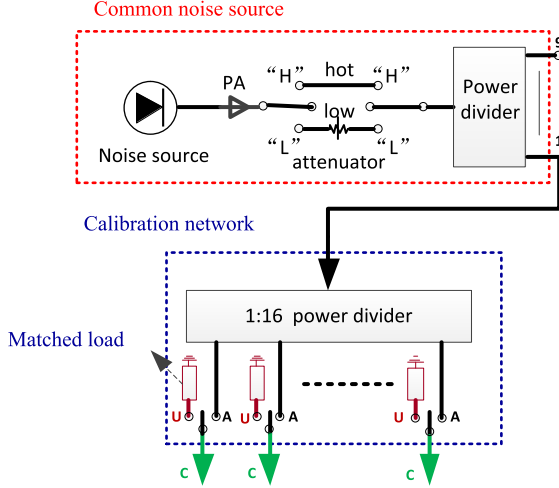 Common noise source
PA
“H” hot “H”
Power
divider
low
Noise source
“L” attenuator “L”
1
Calibration network
1:16 power divider
Matched load
U A U A U A
C C C